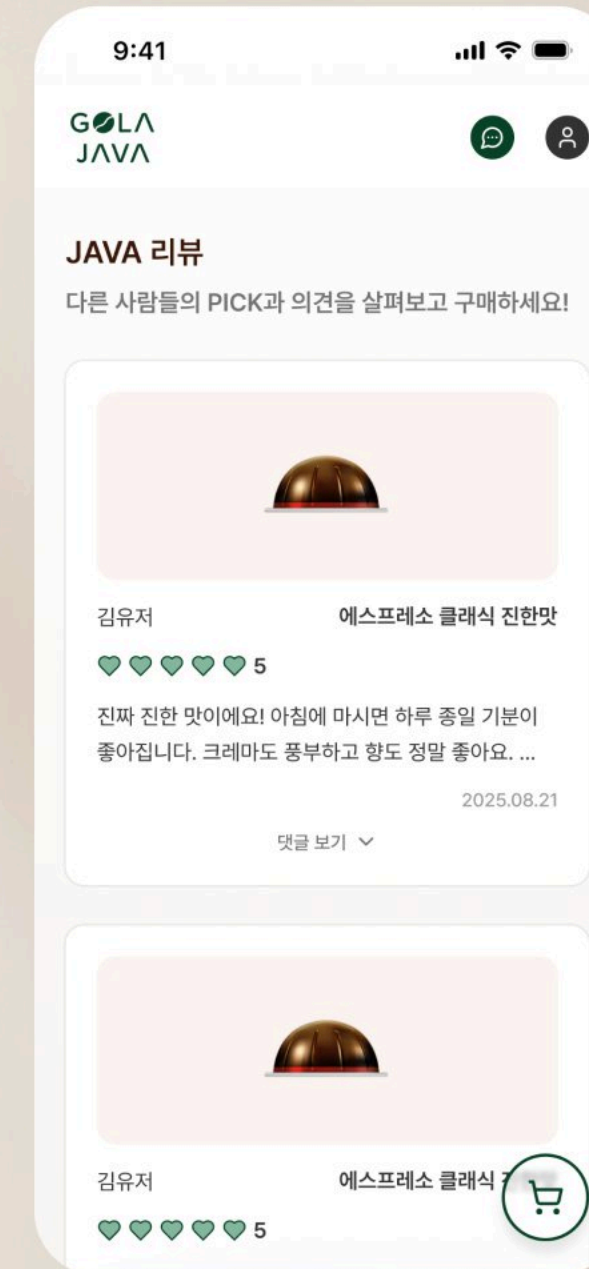 9:41
GOLA
JAVA
JAVA 리뷰
다른 사람들의 PICK과 의견을 살펴보고 구매하세요!
김유저
에스프레소 클래식 진한맛
5
진짜 진한 맛이에요! 아침에 마시면 하루 종일 기분이
좋아집니다. 크레마도 풍부하고 향도 정말 좋아요. ...
2025.08.21
댓글 보기
김유저
에스프레소 클래식
5